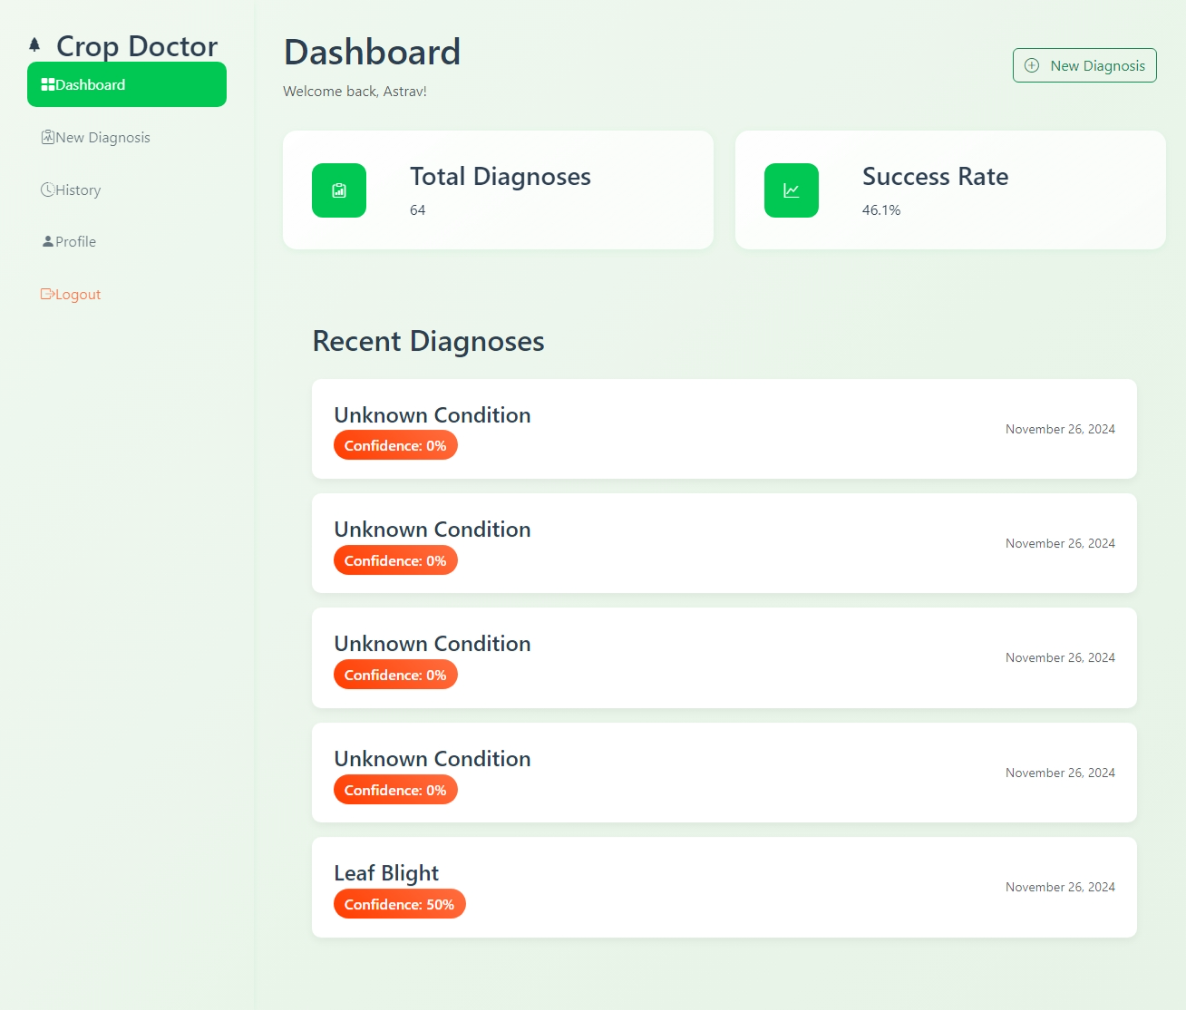 Crop Doctor
Dashboard
New Diagnosis
History
Profile
Logout
Dashboard
Welcome back, Astrav!
New Diagnosis
Total Diagnoses
64
Success Rate
46.1%
Recent Diagnoses
Unknown Condition
Confidence: 0%
November 26, 2024
Unknown Condition
Confidence: 0%
November 26, 2024
Unknown Condition
Confidence: 0%
November 26, 2024
Unknown Condition
Confidence: 0%
November 26, 2024
Leaf Blight
Confidence: 50%
November 26, 2024